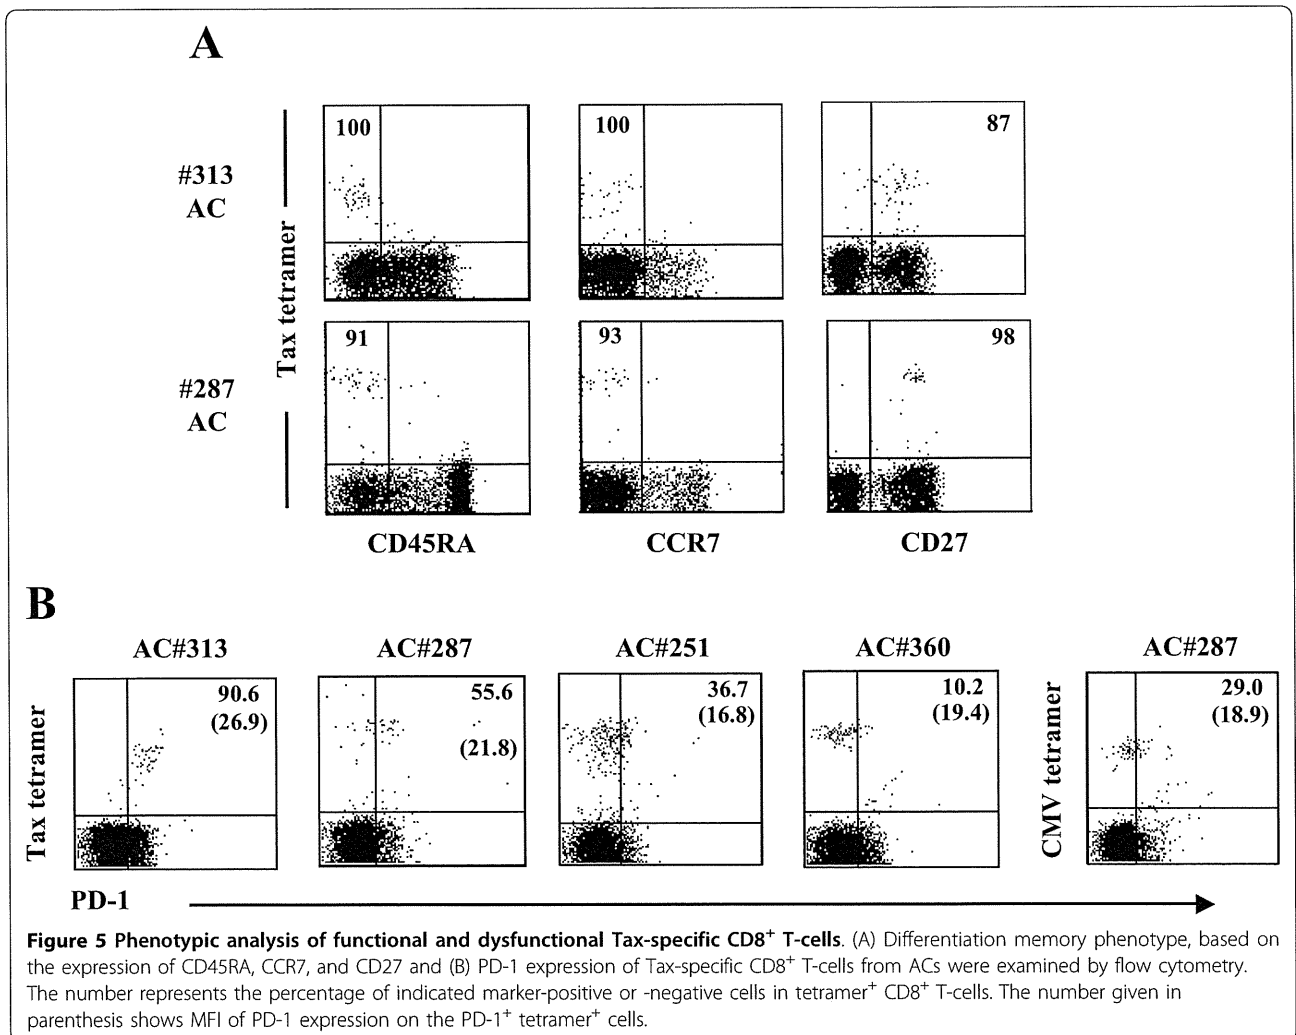 A
100
100
87
#313
AC
Tax tetramer
91
93
98
#287
AC
CD45RA
CCR7
CD27
B
AC#313
AC#287
AC#251
AC#360
AC#287
Tax tetramer
90.6
(26.9)
55.6
(21.8)
36.7
(16.8)
10.2
(19.4)
CMV tetramer
29.0
(18.9)
PD-1
Figure 5 Phenotypic analysis of functional and dysfunctional Tax-specific CD8⁺ T-cells. (A) Differentiation memory phenotype, based on
the expression of CD45RA, CCR7, and CD27 and (B) PD-1 expression of Tax-specific CD8⁺ T-cells from ACs were examined by flow cytometry.
The number represents the percentage of indicated marker-positive or -negative cells in tetramer⁺ CD8⁺ T-cells. The number given in
parenthesis shows MFI of PD-1 expression on the PD-1⁺ tetramer⁺ cells.